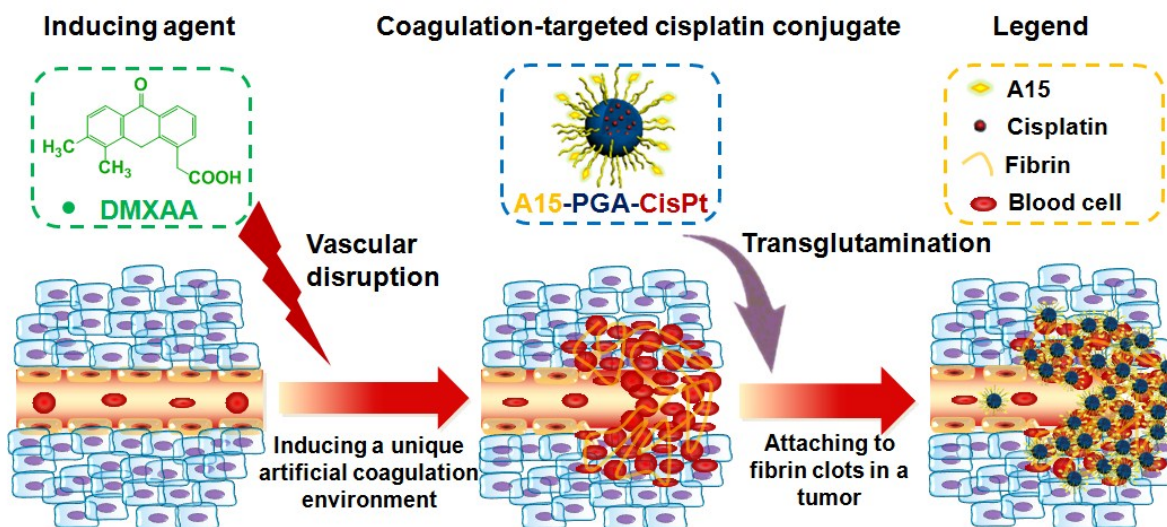 Inducing agent
O
H₃C
CH₃
COOH
DMXAA
Coagulation-targeted cisplatin conjugate
A15-PGA-CisPt
Legend
A15
Cisplatin
Fibrin
Blood cell
Vascular
disruption
Transglutamination
Inducing a unique
artificial coagulation
environment
Attaching to
fibrin clots in a
tumor